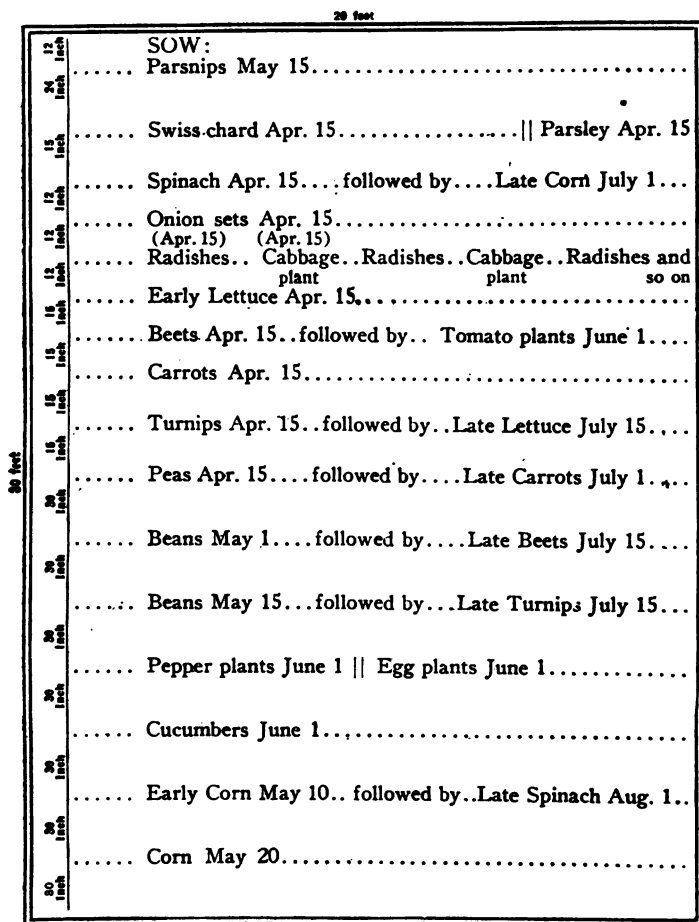 20 feet
SOW:
12 Inch
...... Parsnips May 15........................................
24 Inch
...... Swiss chard Apr. 15.................... || Parsley Apr. 15
15 Inch
...... Spinach Apr. 15.... followed by.... Late Corn July 1...
12 Inch
...... Onion sets Apr. 15......................................
(Apr. 15) (Apr. 15)
12 Inch
...... Radishes.. Cabbage..Radishes..Cabbage..Radishes and
plant plant so on
12 Inch
...... Early Lettuce Apr. 15......................................
15 Inch
...... Beets Apr. 15..followed by.. Tomato plants June 1....
15 Inch
...... Carrots Apr. 15........................................
15 Inch
...... Turnips Apr. 15..followed by..Late Lettuce July 15....
15 Inch
30 feet
...... Peas Apr. 15....followed by....Late Carrots July 1....
30 Inch
...... Beans May 1....followed by....Late Beets July 15....
30 Inch
...... Beans May 15...followed by...Late Turnips July 15...
30 Inch
...... Pepper plants June 1 || Egg plants June 1.............
30 Inch
...... Cucumbers June 1......................................
30 Inch
...... Early Corn May 10.. followed by..Late Spinach Aug. 1..
30 Inch
...... Corn May 20..........................................
30 Inch